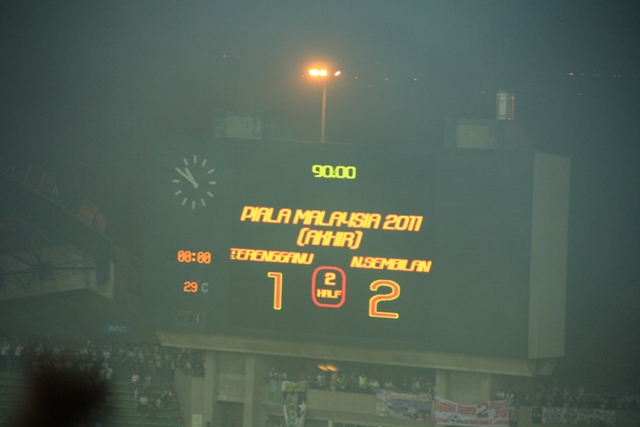 90:00
PIALA MALAYSIA 2011
(AKHIR)
TERENGGANU N.SEMBILAN
00:00
1 2 2
HALF
29 C